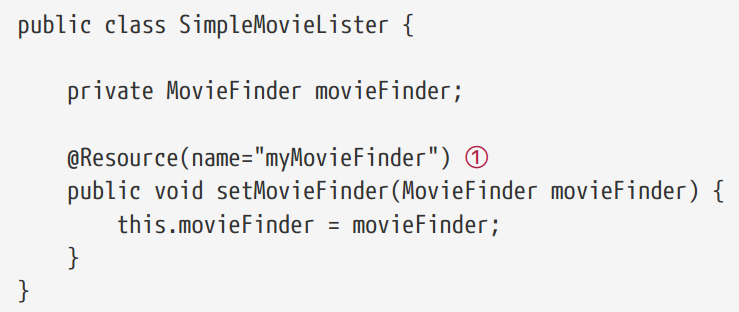 public class SimpleMovieLister {
private MovieFinder movieFinder;
@Resource(name="myMovieFinder") ①
public void setMovieFinder(MovieFinder movieFinder) {
this.movieFinder = movieFinder;
}
}